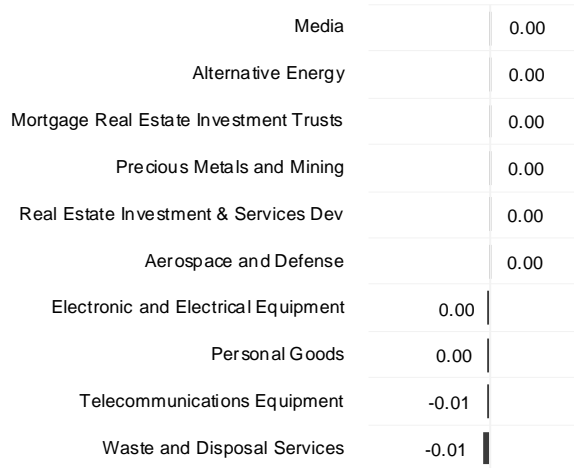 Media 0.00
Alternative Energy 0.00
Mortgage Real Estate Investment Trusts 0.00
Precious Metals and Mining 0.00
Real Estate Investment & Services Dev 0.00
Aerospace and Defense 0.00
Electronic and Electrical Equipment 0.00
Personal Goods 0.00
Telecommunications Equipment -0.01
Waste and Disposal Services -0.01